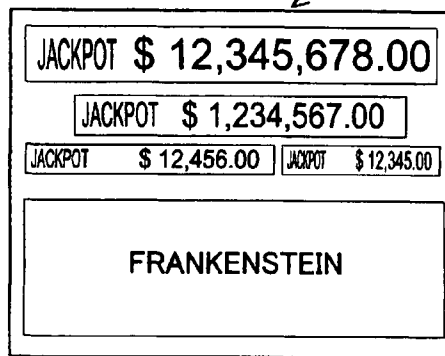 2
JACKPOT $ 12,345,678.00
JACKPOT $ 1,234,567.00
JACKPOT $ 12,456.00 JACKPOT $ 12,345.00
FRANKENSTEIN